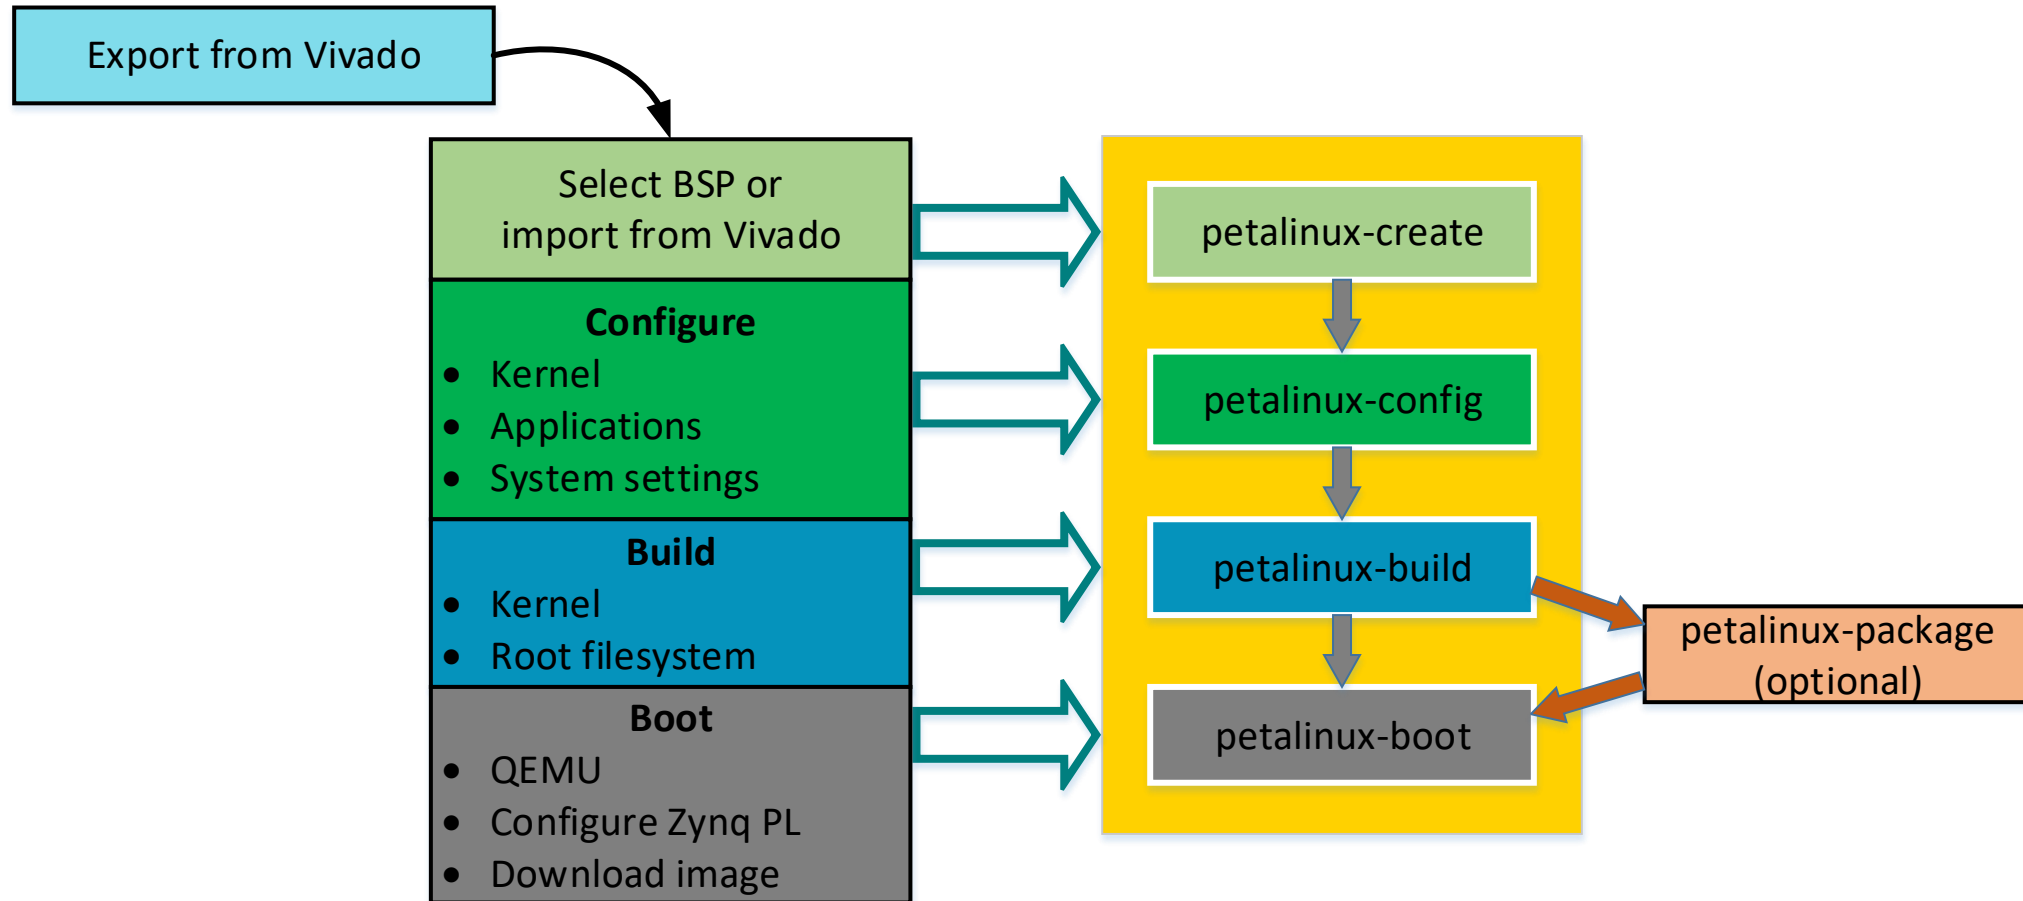 Export from Vivado
Select BSP or
import from Vivado
Configure
• Kernel
• Applications
• System settings
Build
• Kernel
• Root filesystem
Boot
• QEMU
• Configure Zynq PL
• Download image
petalinux-create
petalinux-config
petalinux-build
petalinux-boot
petalinux-package
(optional)